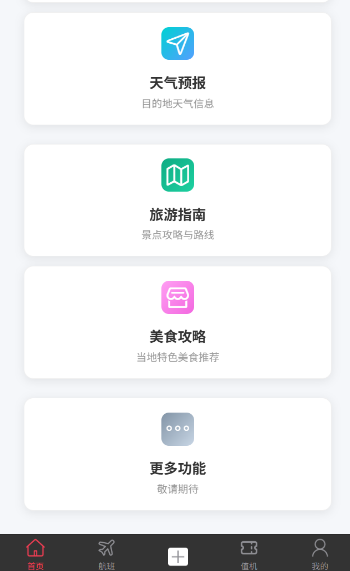 天气预报
目的地天气信息
旅游指南
景点攻略与路线
美食攻略
当地特色美食推荐
更多功能
敬请期待
首页
航班
值机
我的